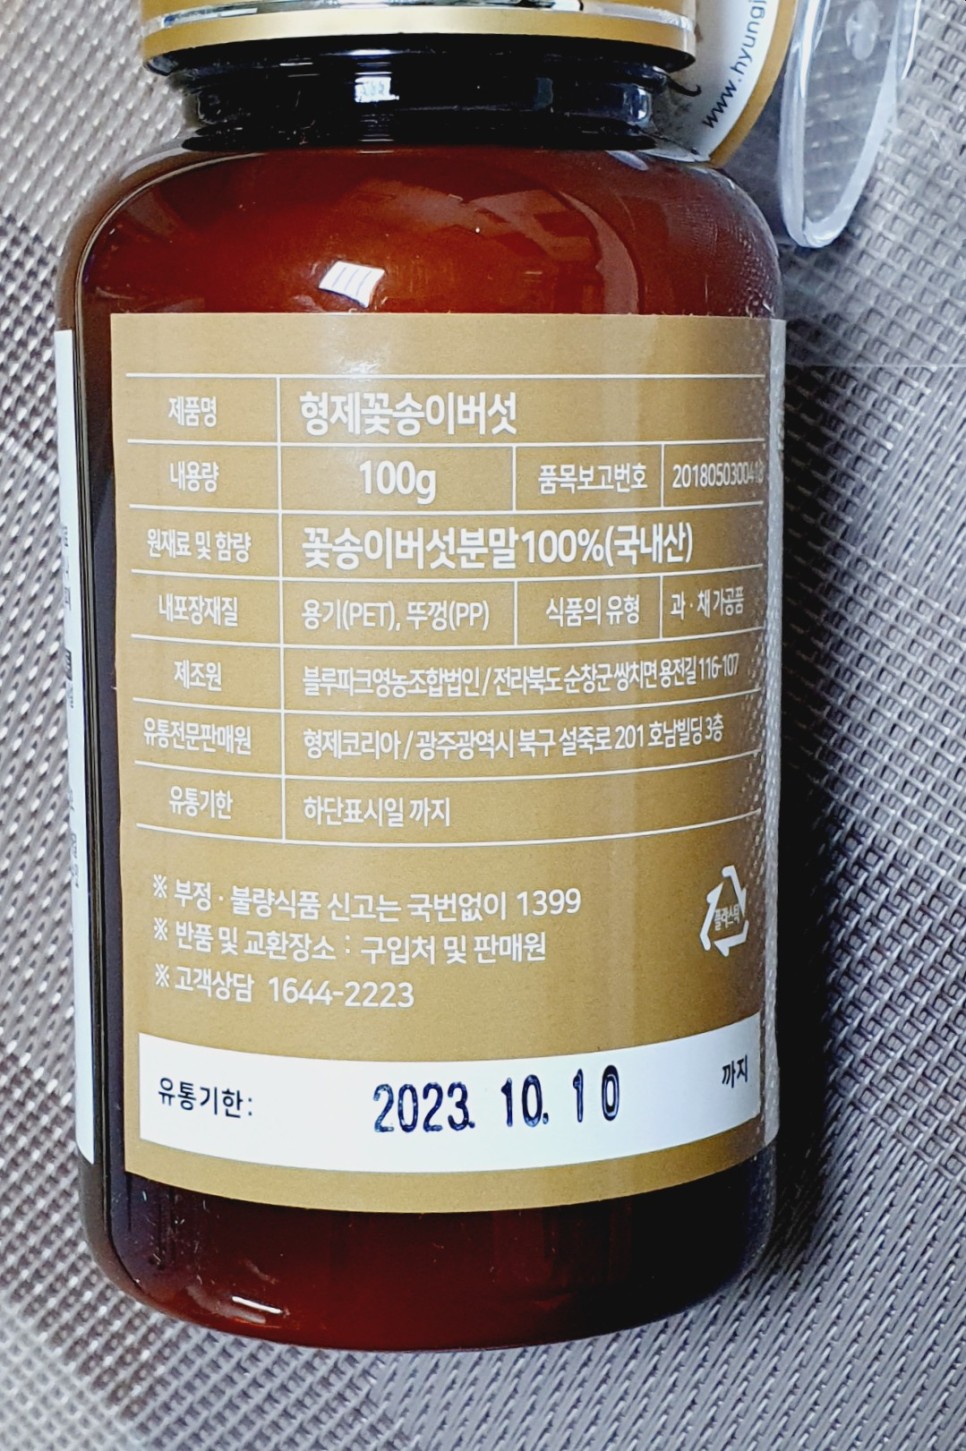 www.hyungj
제품명 형제꽃송이버섯
내용량 100g 품목보고번호
원재료 및 함량 꽃송이버섯분말100%(국내산)
내포장재질 용기(PET), 뚜껑(PP) 식품의 유형 과·채가공품
제조원 블루파크영농조합법인 / 전라북도 순창군 쌍치면 용전길 116-107
유통전문판매원 형제코리아 / 광주광역시 북구 설죽로 201 호남빌딩 3층
유통기한 하단표시일 까지
※ 부정·불량식품 신고는 국번없이 1399
※ 반품 및 교환장소 : 구입처 및 판매원
※ 고객상담 1644-2223
플라스틱
유통기한: 2023. 10. 10 까지